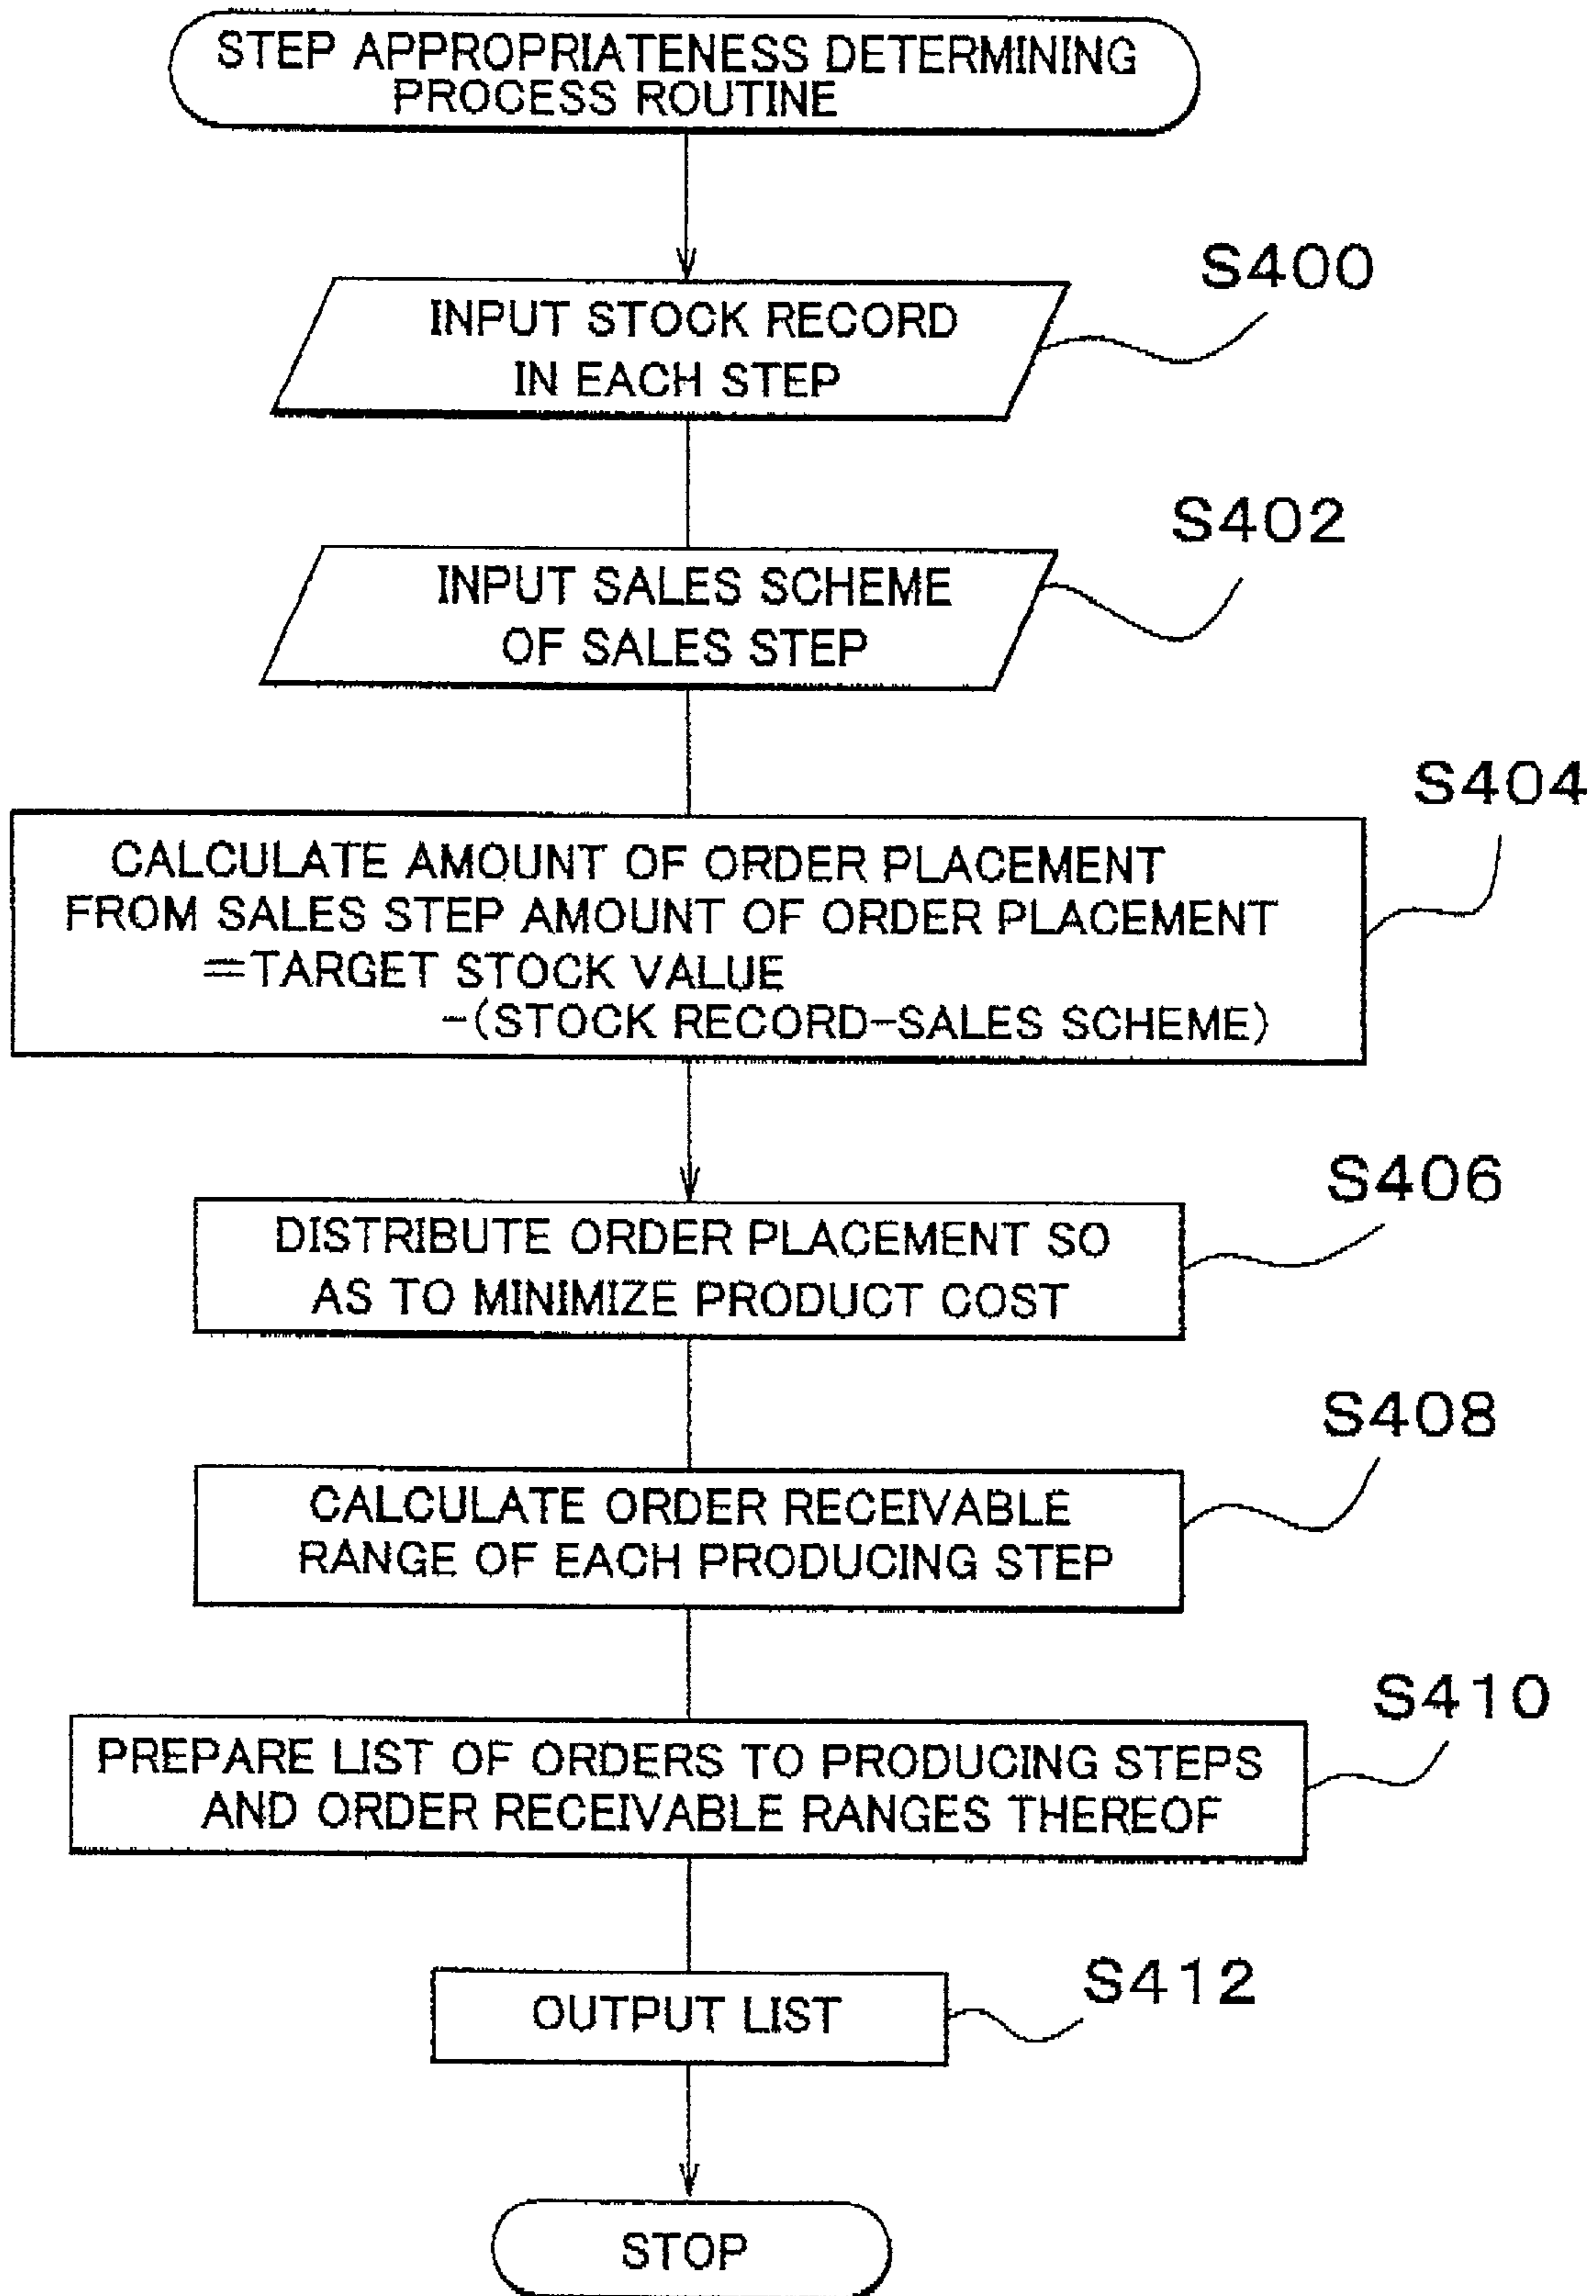 STEP APPROPRIATENESS DETERMINING
PROCESS ROUTINE
S400
INPUT STOCK RECORD
IN EACH STEP
S402
INPUT SALES SCHEME
OF SALES STEP
S404
CALCULATE AMOUNT OF ORDER PLACEMENT
FROM SALES STEP AMOUNT OF ORDER PLACEMENT
=TARGET STOCK VALUE
-(STOCK RECORD-SALES SCHEME)
S406
DISTRIBUTE ORDER PLACEMENT SO
AS TO MINIMIZE PRODUCT COST
S408
CALCULATE ORDER RECEIVABLE
RANGE OF EACH PRODUCING STEP
S410
PREPARE LIST OF ORDERS TO PRODUCING STEPS
AND ORDER RECEIVABLE RANGES THEREOF
S412
OUTPUT LIST
STOP